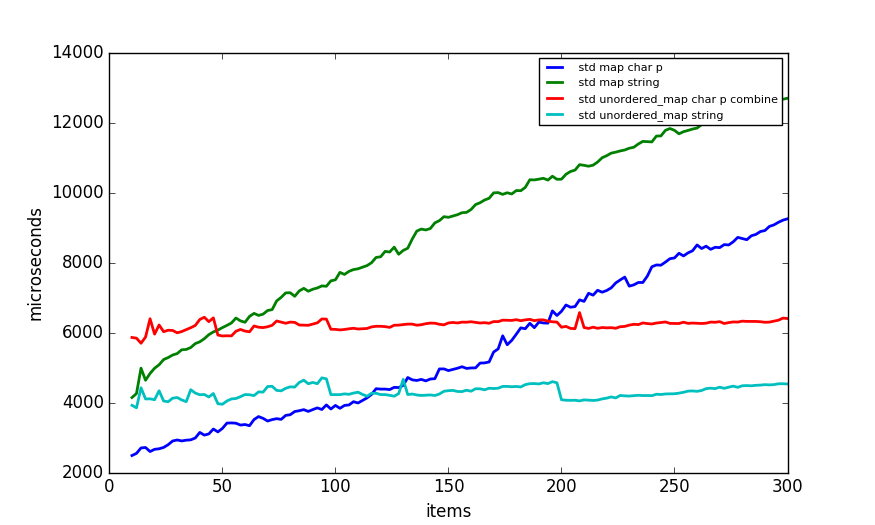 14000
12000
10000
8000
6000
4000
2000
microseconds
std map char p
std map string
std unordered_map char p combine
std unordered_map string
0 50 100 150 200 250 300
items